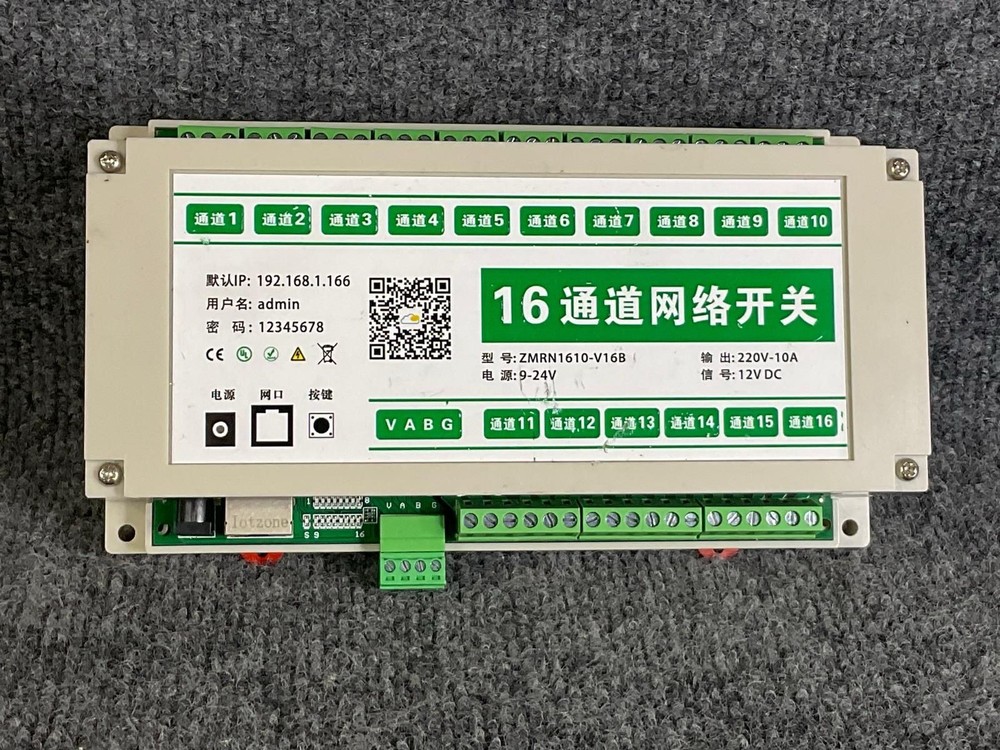 通道1 通道2 通道3 通道4 通道5 通道6 通道7 通道8 通道9 通道10
默认IP: 192.168.1.166
用户名: admin
密 码: 12345678
16通道网络开关
型 号:ZMRN1610-V16B 输 出:220V-10A
电 源:9-24V 信 号:12V DC
电源 网口 按键
V A B G 通道11 通道12 通道13 通道14 通道15 通道16
1 8
V A B G
Iotzone
S 9 16